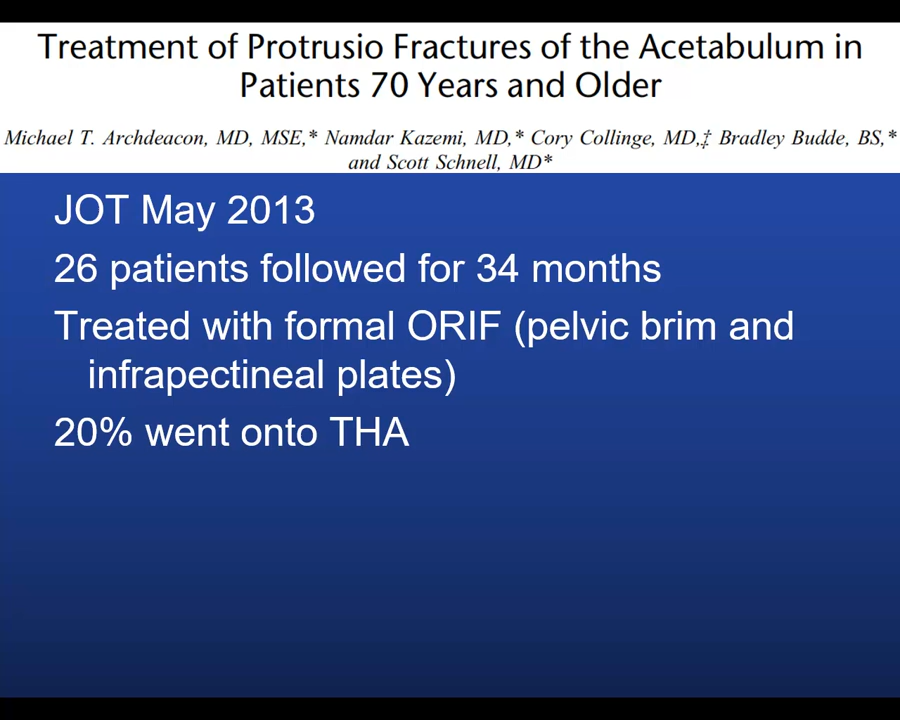 Treatment of Protrusio Fractures of the Acetabulum in
Patients 70 Years and Older
Michael T. Archdeacon, MD, MSE,* Namdar Kazemi, MD,* Cory Collinge, MD,‡ Bradley Budde, BS,*
and Scott Schnell, MD*
JOT May 2013
26 patients followed for 34 months
Treated with formal ORIF (pelvic brim and
infrapectineal plates)
20% went onto THA